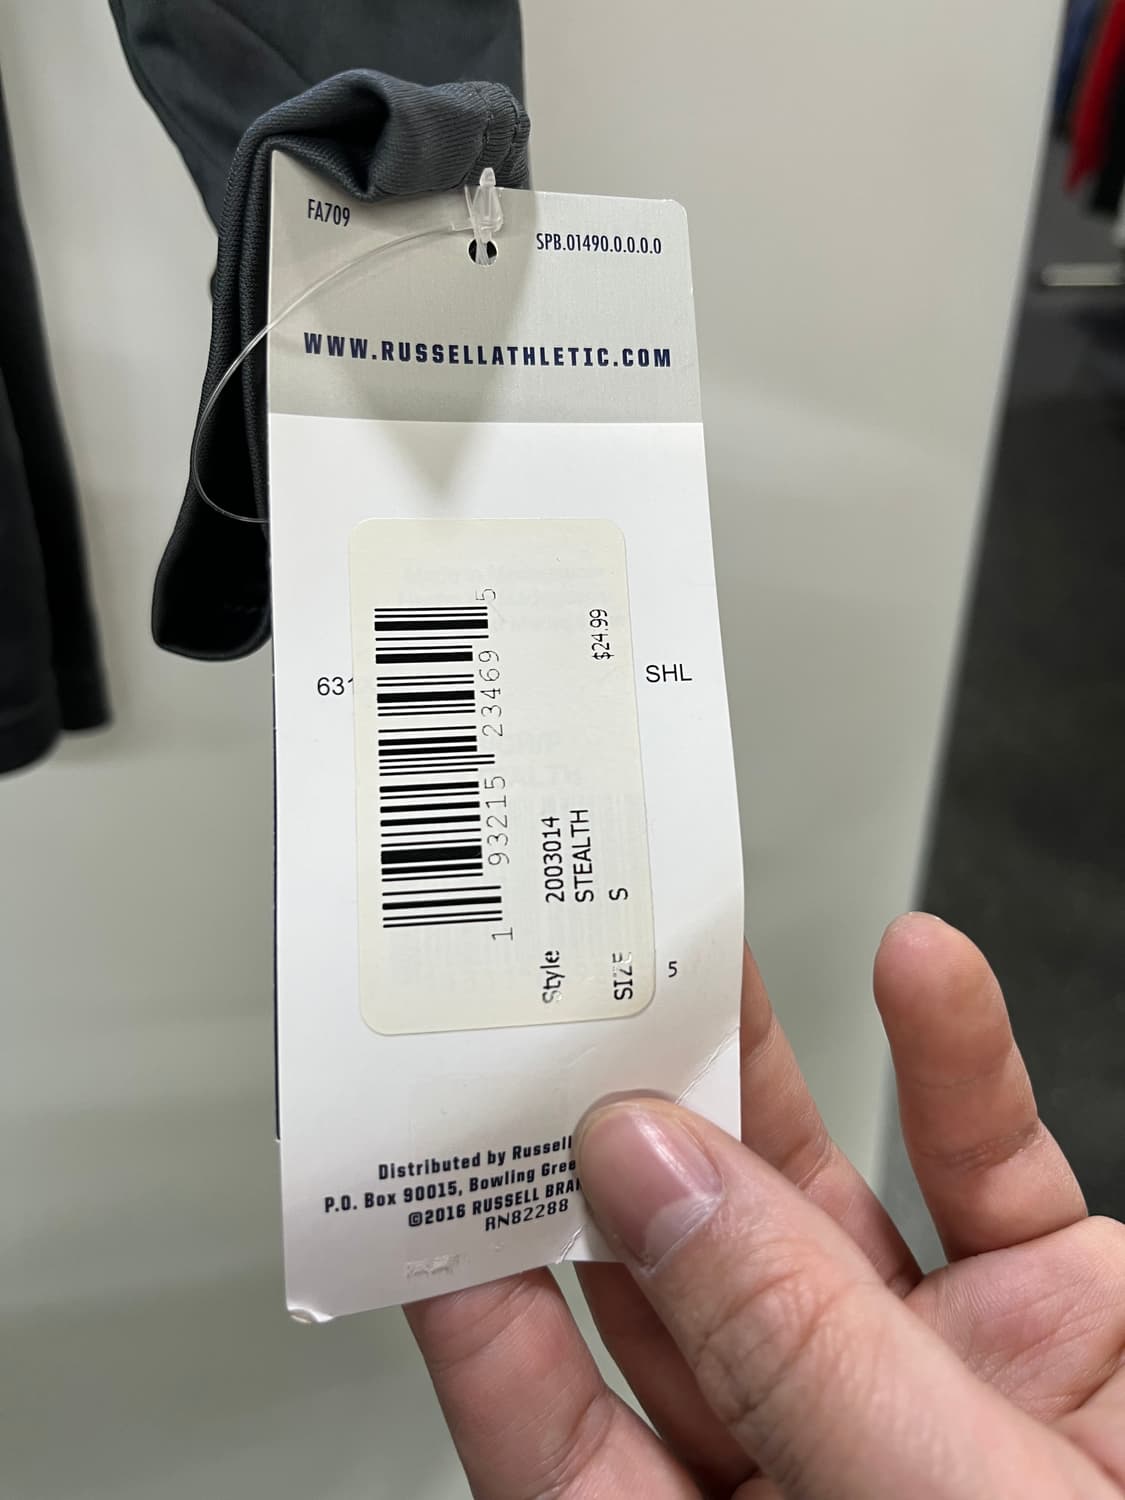 FA709
SPB.01490.0.0.0.0
WWW.RUSSELLATHLETIC.COM
631
SHL
1 93215 23469 5
Style 2003014
STEALTH
SIZE S
$24.99
5
Distributed by Russell
P.O. Box 90015, Bowling Gree
©2016 RUSSELL BRA
RN82288